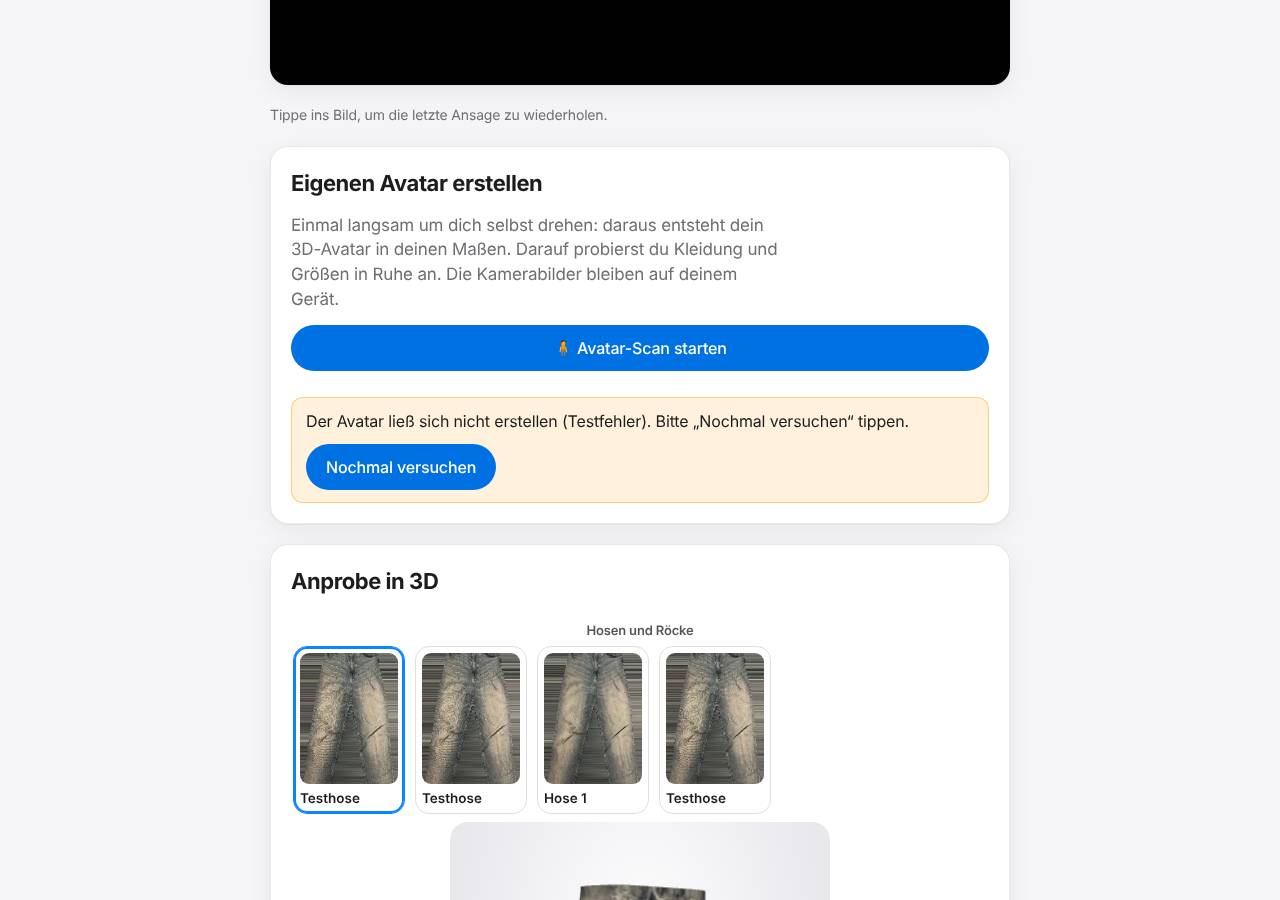 Tippe ins Bild, um die letzte Ansage zu wiederholen.
Eigenen Avatar erstellen
Einmal langsam um dich selbst drehen: daraus entsteht dein
3D-Avatar in deinen Maßen. Darauf probierst du Kleidung und
Größen in Ruhe an. Die Kamerabilder bleiben auf deinem
Gerät.
🧍 Avatar-Scan starten
Der Avatar ließ sich nicht erstellen (Testfehler). Bitte „Nochmal versuchen“ tippen.
Nochmal versuchen
Anprobe in 3D
Hosen und Röcke
Testhose
Testhose
Hose 1
Testhose